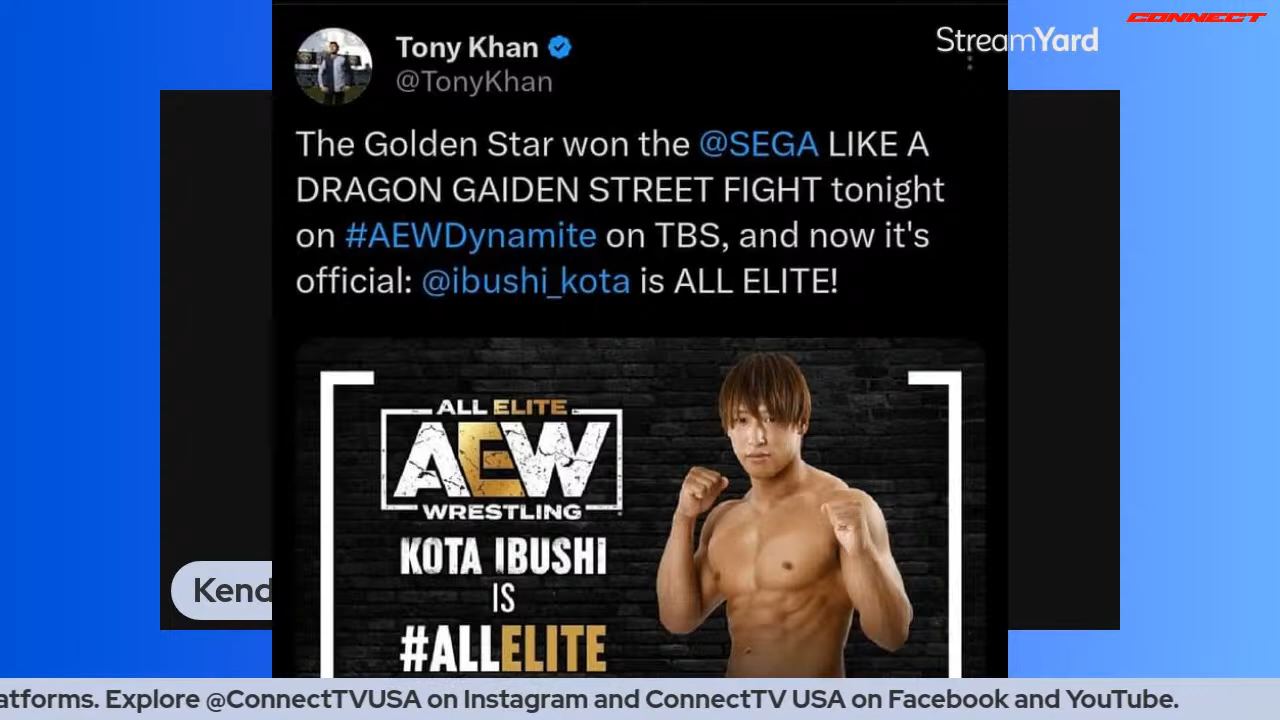 CONNECT
StreamYard
Tony Khan
@TonyKhan
The Golden Star won the @SEGA LIKE A
DRAGON GAIDEN STREET FIGHT tonight
on #AEWDynamite on TBS, and now it's
official: @ibushi_kota is ALL ELITE!
ALL ELITE
AEW
WRESTLING
KOTA IBUSHI
IS
#ALLELITE
Kend
atforms. Explore @ConnectTVUSA on Instagram and ConnectTV USA on Facebook and YouTube.